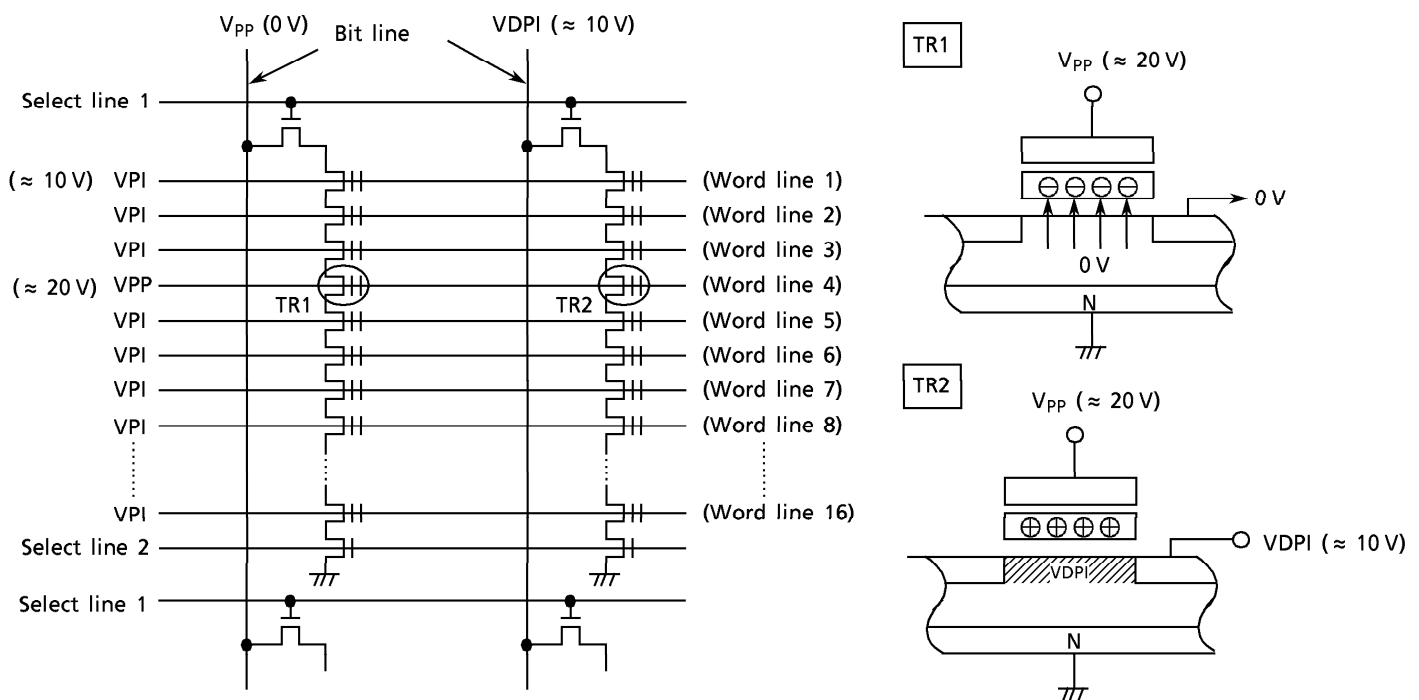 V_PP (0 V)
VDPI (≈ 10 V)
Bit line
Select line 1
(≈ 10 V) VPI (Word line 1)
VPI (Word line 2)
VPI (Word line 3)
(≈ 20 V) VPP (Word line 4)
TR1
TR2
VPI (Word line 5)
VPI (Word line 6)
VPI (Word line 7)
VPI (Word line 8)
VPI (Word line 16)
Select line 2
Select line 1
TR1
V_PP (≈ 20 V)
0 V
0 V
N
TR2
V_PP (≈ 20 V)
VDPI (≈ 10 V)
VDPI
N